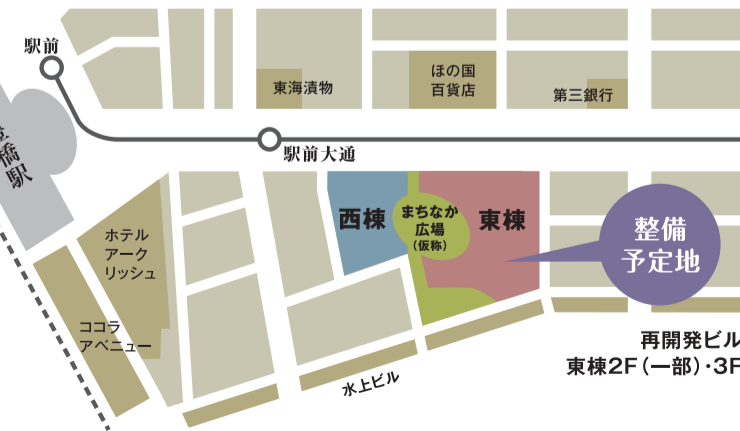 駅前
東海漬物
ほの国
百貨店
第三銀行
橋駅
駅前大通
西棟
まちなか
広場
(仮称)
東棟
整備
予定地
ホテル
アーク
リッシュ
ココラ
アベニュー
水上ビル
再開発ビル
東棟2F(一部)・3F